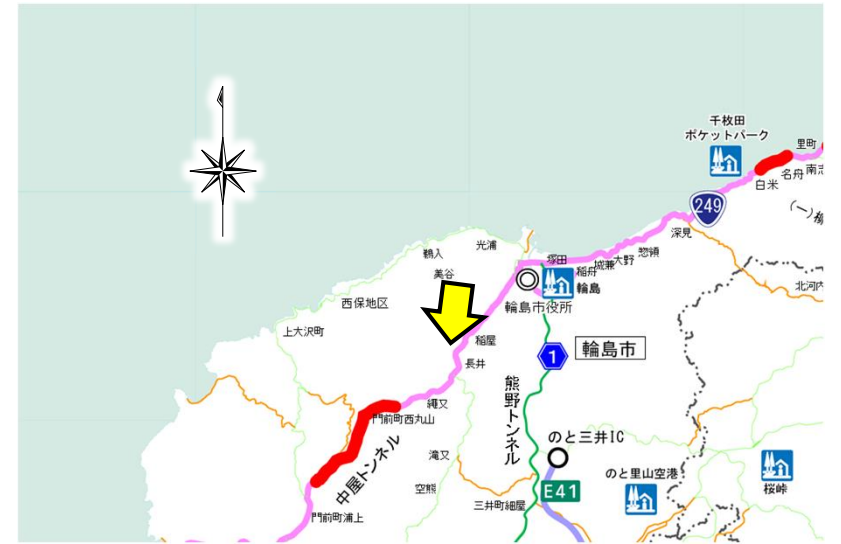 千枚田
ポケットパーク
里町
名舟
南志
白米
249
(一)
深見
惣領
大野
城兼
稲舟
塚田
光浦
鵜入
美谷
輪島
輪島市役所
西保地区
上大沢町
稲屋
長井
1
輪島市
熊野トンネル
縄又
門前町西丸山
中屋トンネル
滝又
空熊
門前町浦上
三井町細屋
のと三井IC
E41
のと里山空港
桜峠
北河内